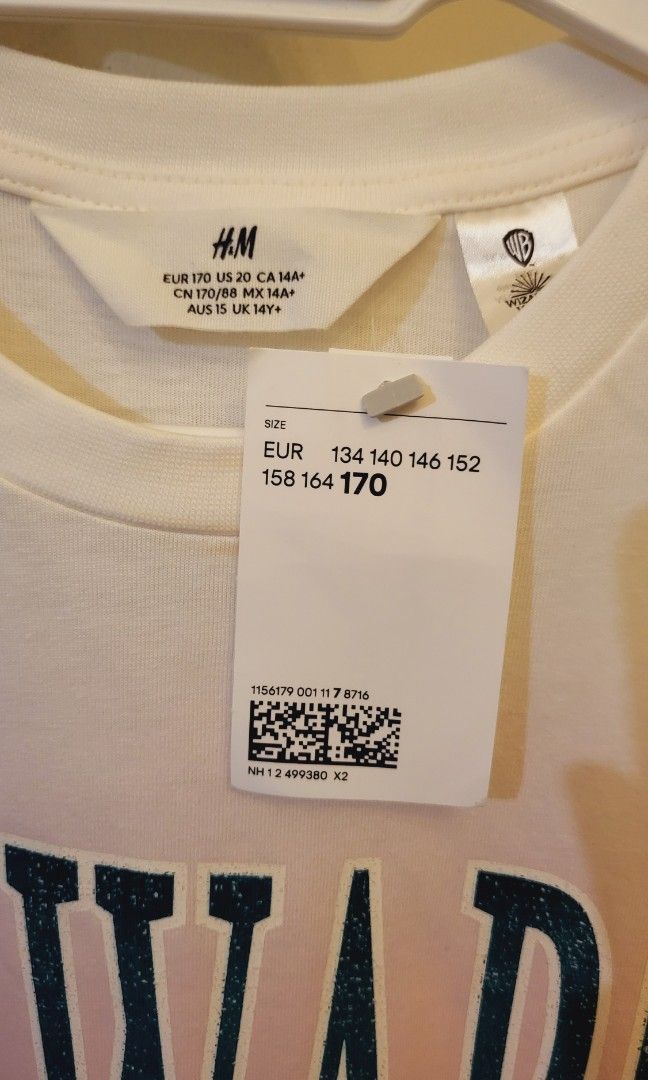 H&M
EUR 170 US 20 CA 14A+
CN 170/88 MX 14A+
AUS 15 UK 14Y+
WB
SIZE
EUR 134 140 146 152
158 164 170
1156179 001 11 7 8716
NH 1 2 499380 X2